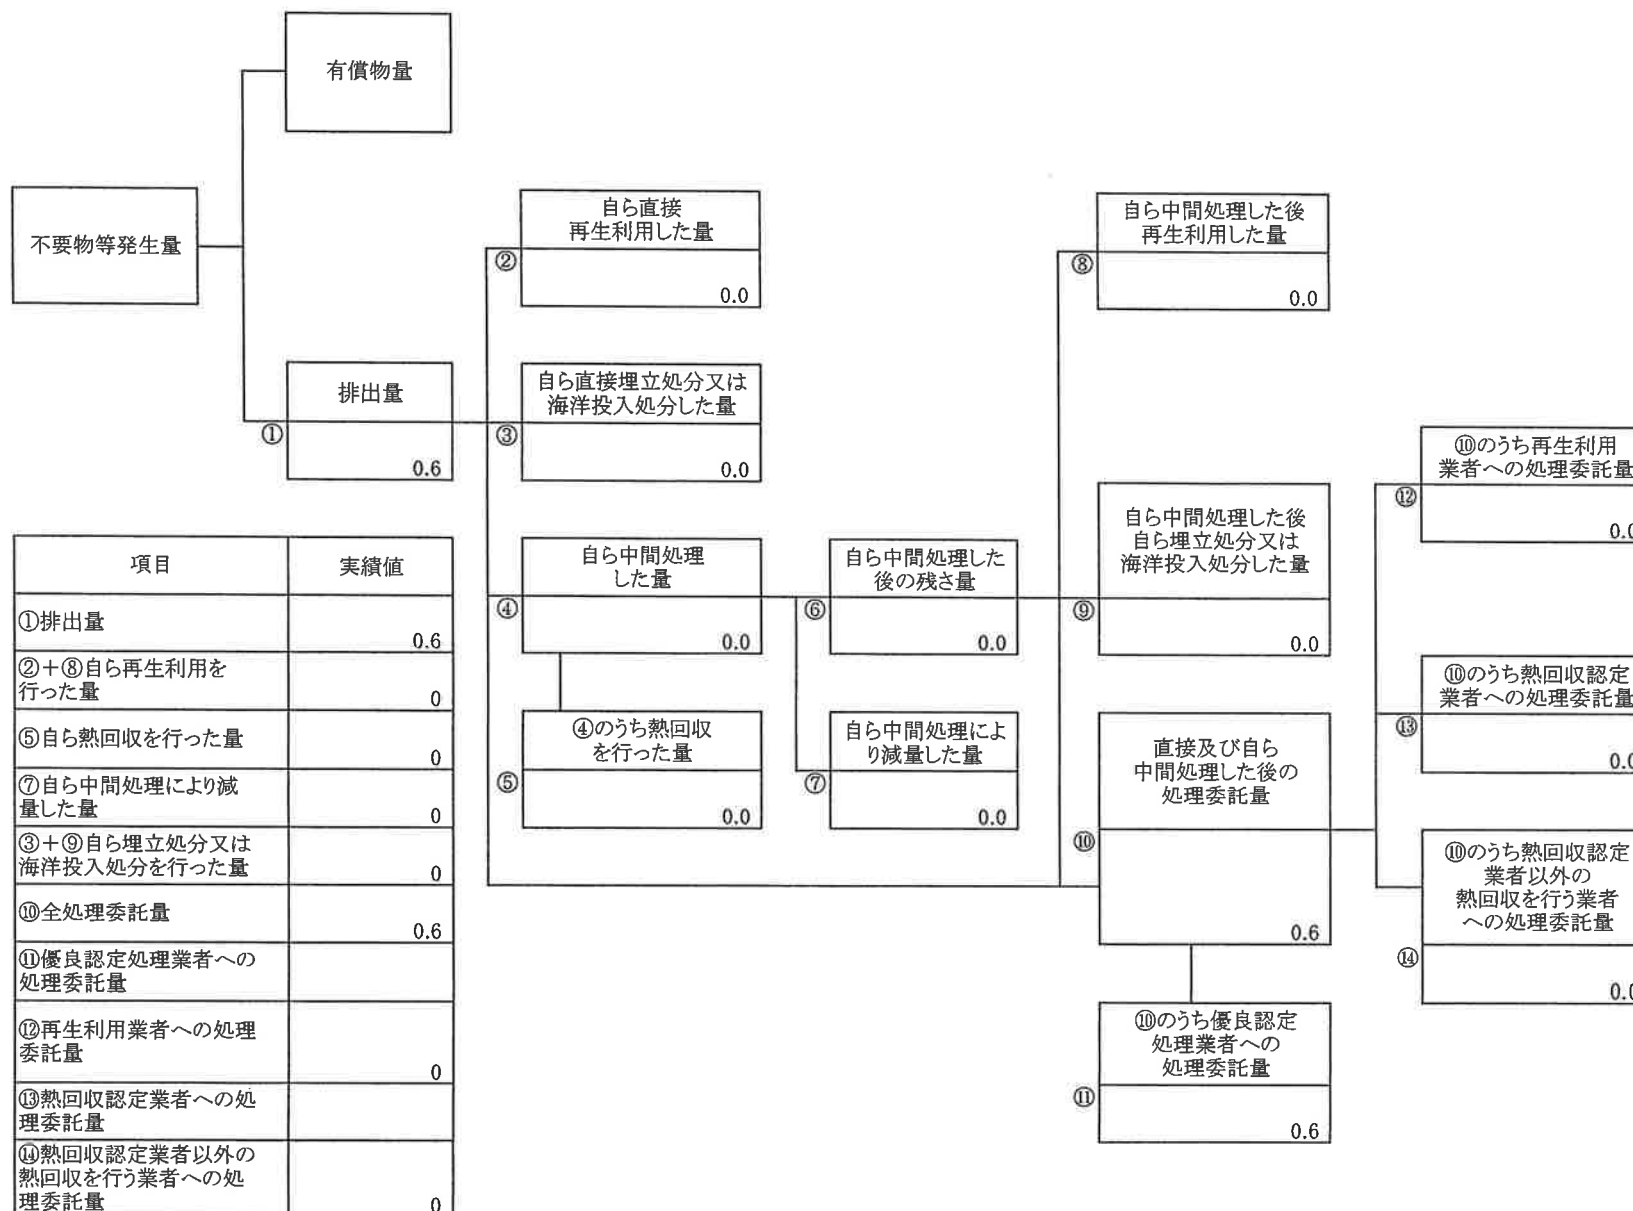 有償物量
不要物等発生量
①
排出量
0.6
②
自ら直接
再生利用した量
0.0
③
自ら直接埋立処分又は
海洋投入処分した量
0.0
④
自ら中間処理
した量
0.0
⑤
④のうち熱回収
を行った量
0.0
⑥
自ら中間処理した
後の残さ量
0.0
⑦
自ら中間処理によ
り減量した量
0.0
⑧
自ら中間処理した後
再生利用した量
0.0
⑨
自ら中間処理した後
自ら埋立処分又は
海洋投入処分した量
0.0
⑩
直接及び自ら
中間処理した後の
処理委託量
0.6
⑪
⑩のうち優良認定
処理業者への
処理委託量
0.6
⑫
⑩のうち再生利用
業者への処理委託量
0.0
⑬
⑩のうち熱回収認定
業者への処理委託量
0.0
⑭
⑩のうち熱回収認定
業者以外の
熱回収を行う業者
への処理委託量
0.0
項目 実績値
①排出量 0.6
②+⑧自ら再生利用を
行った量 0
⑤自ら熱回収を行った量 0
⑦自ら中間処理により減
量した量 0
③+⑨自ら埋立処分又は
海洋投入処分を行った量 0
⑩全処理委託量 0.6
⑪優良認定処理業者への
処理委託量
⑫再生利用業者への処理
委託量 0
⑬熱回収認定業者への処
理委託量
⑭熱回収認定業者以外の
熱回収を行う業者への処
理委託量 0